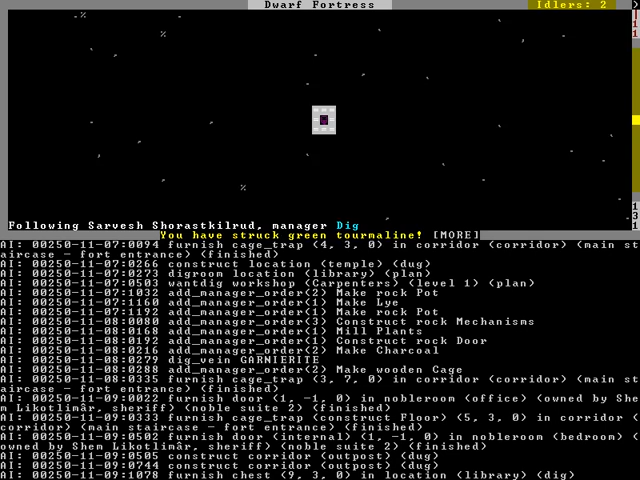 Dwarf Fortress
Idlers: 2
Following Sarvesh Shorastkilrud, manager Dig
You have struck green tourmaline! [MORE]
AI: 00250-11-07:0094 furnish cage_trap (4, 3, 0) in corridor (corridor) (main st
aircase - fort entrance) (finished)
AI: 00250-11-07:0266 construct location (temple) (dug)
AI: 00250-11-07:0273 digroom location (library) (plan)
AI: 00250-11-07:0503 wantdig workshop (Carpenters) (level 1) (plan)
AI: 00250-11-07:1032 add_manager_order(2) Make rock Pot
AI: 00250-11-07:1160 add_manager_order(1) Make Lye
AI: 00250-11-07:1192 add_manager_order(1) Make rock Pot
AI: 00250-11-08:0080 add_manager_order(3) Construct rock Mechanisms
AI: 00250-11-08:0168 add_manager_order(1) Mill Plants
AI: 00250-11-08:0192 add_manager_order(1) Construct rock Door
AI: 00250-11-08:0216 add_manager_order(2) Make Charcoal
AI: 00250-11-08:0279 dig_vein GARNIERITE
AI: 00250-11-08:0288 add_manager_order(2) Make wooden Cage
AI: 00250-11-08:0335 furnish cage_trap (3, 7, 0) in corridor (corridor) (main st
aircase - fort entrance) (finished)
AI: 00250-11-09:0022 furnish door (1, -1, 0) in nobleroom (office) (owned by She
m Likotlimâr, sheriff) (noble suite 2) (finished)
AI: 00250-11-09:0333 furnish cage_trap (construct Floor) (5, 3, 0) in corridor (
corridor) (main staircase - fort entrance) (finished)
AI: 00250-11-09:0502 furnish door (internal) (1, -1, 0) in nobleroom (bedroom) (
owned by Shem Likotlimâr, sheriff) (noble suite 2) (finished)
AI: 00250-11-09:0505 construct corridor (outpost) (dug)
AI: 00250-11-09:0744 construct corridor (outpost) (dug)
AI: 00250-11-09:1078 furnish chest (9, 3, 0) in location (library) (dig)